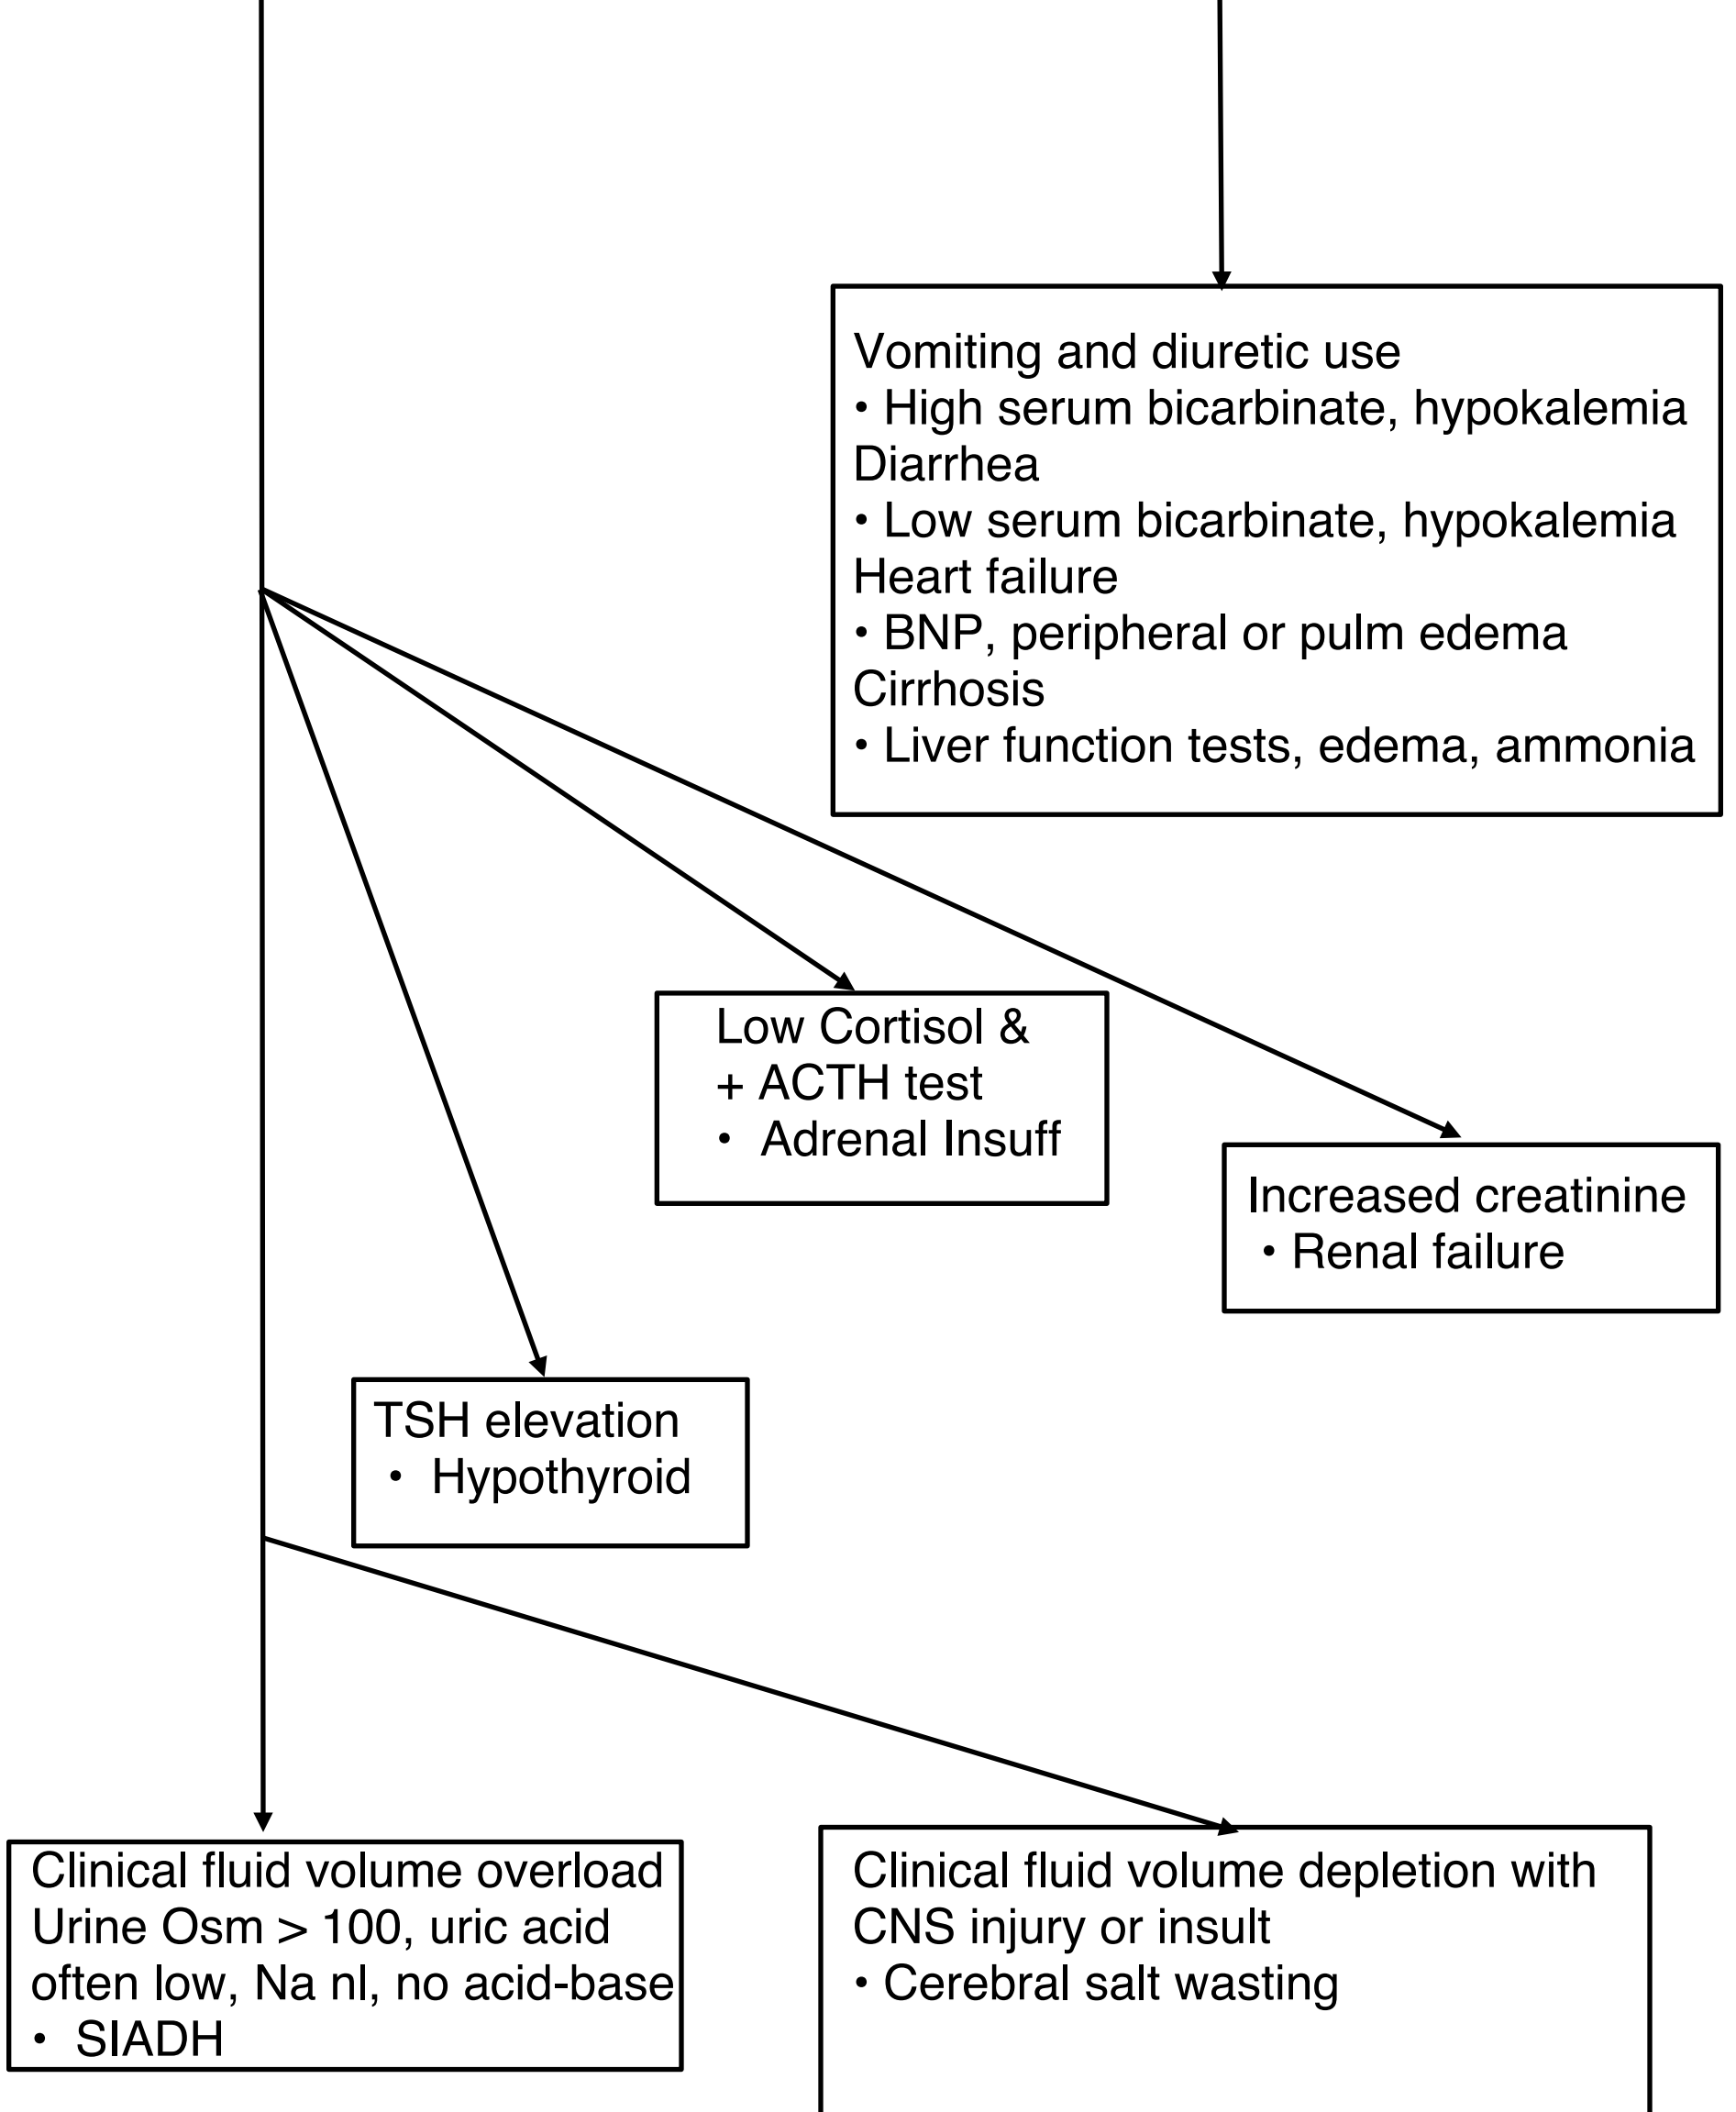 Vomiting and diuretic use
• High serum bicarbinate, hypokalemia
Diarrhea
• Low serum bicarbinate, hypokalemia
Heart failure
• BNP, peripheral or pulm edema
Cirrhosis
• Liver function tests, edema, ammonia
Low Cortisol &
+ ACTH test
• Adrenal Insuff
Increased creatinine
• Renal failure
TSH elevation
• Hypothyroid
Clinical fluid volume overload
Urine Osm > 100, uric acid
often low, Na nl, no acid-base
• SIADH
Clinical fluid volume depletion with
CNS injury or insult
• Cerebral salt wasting